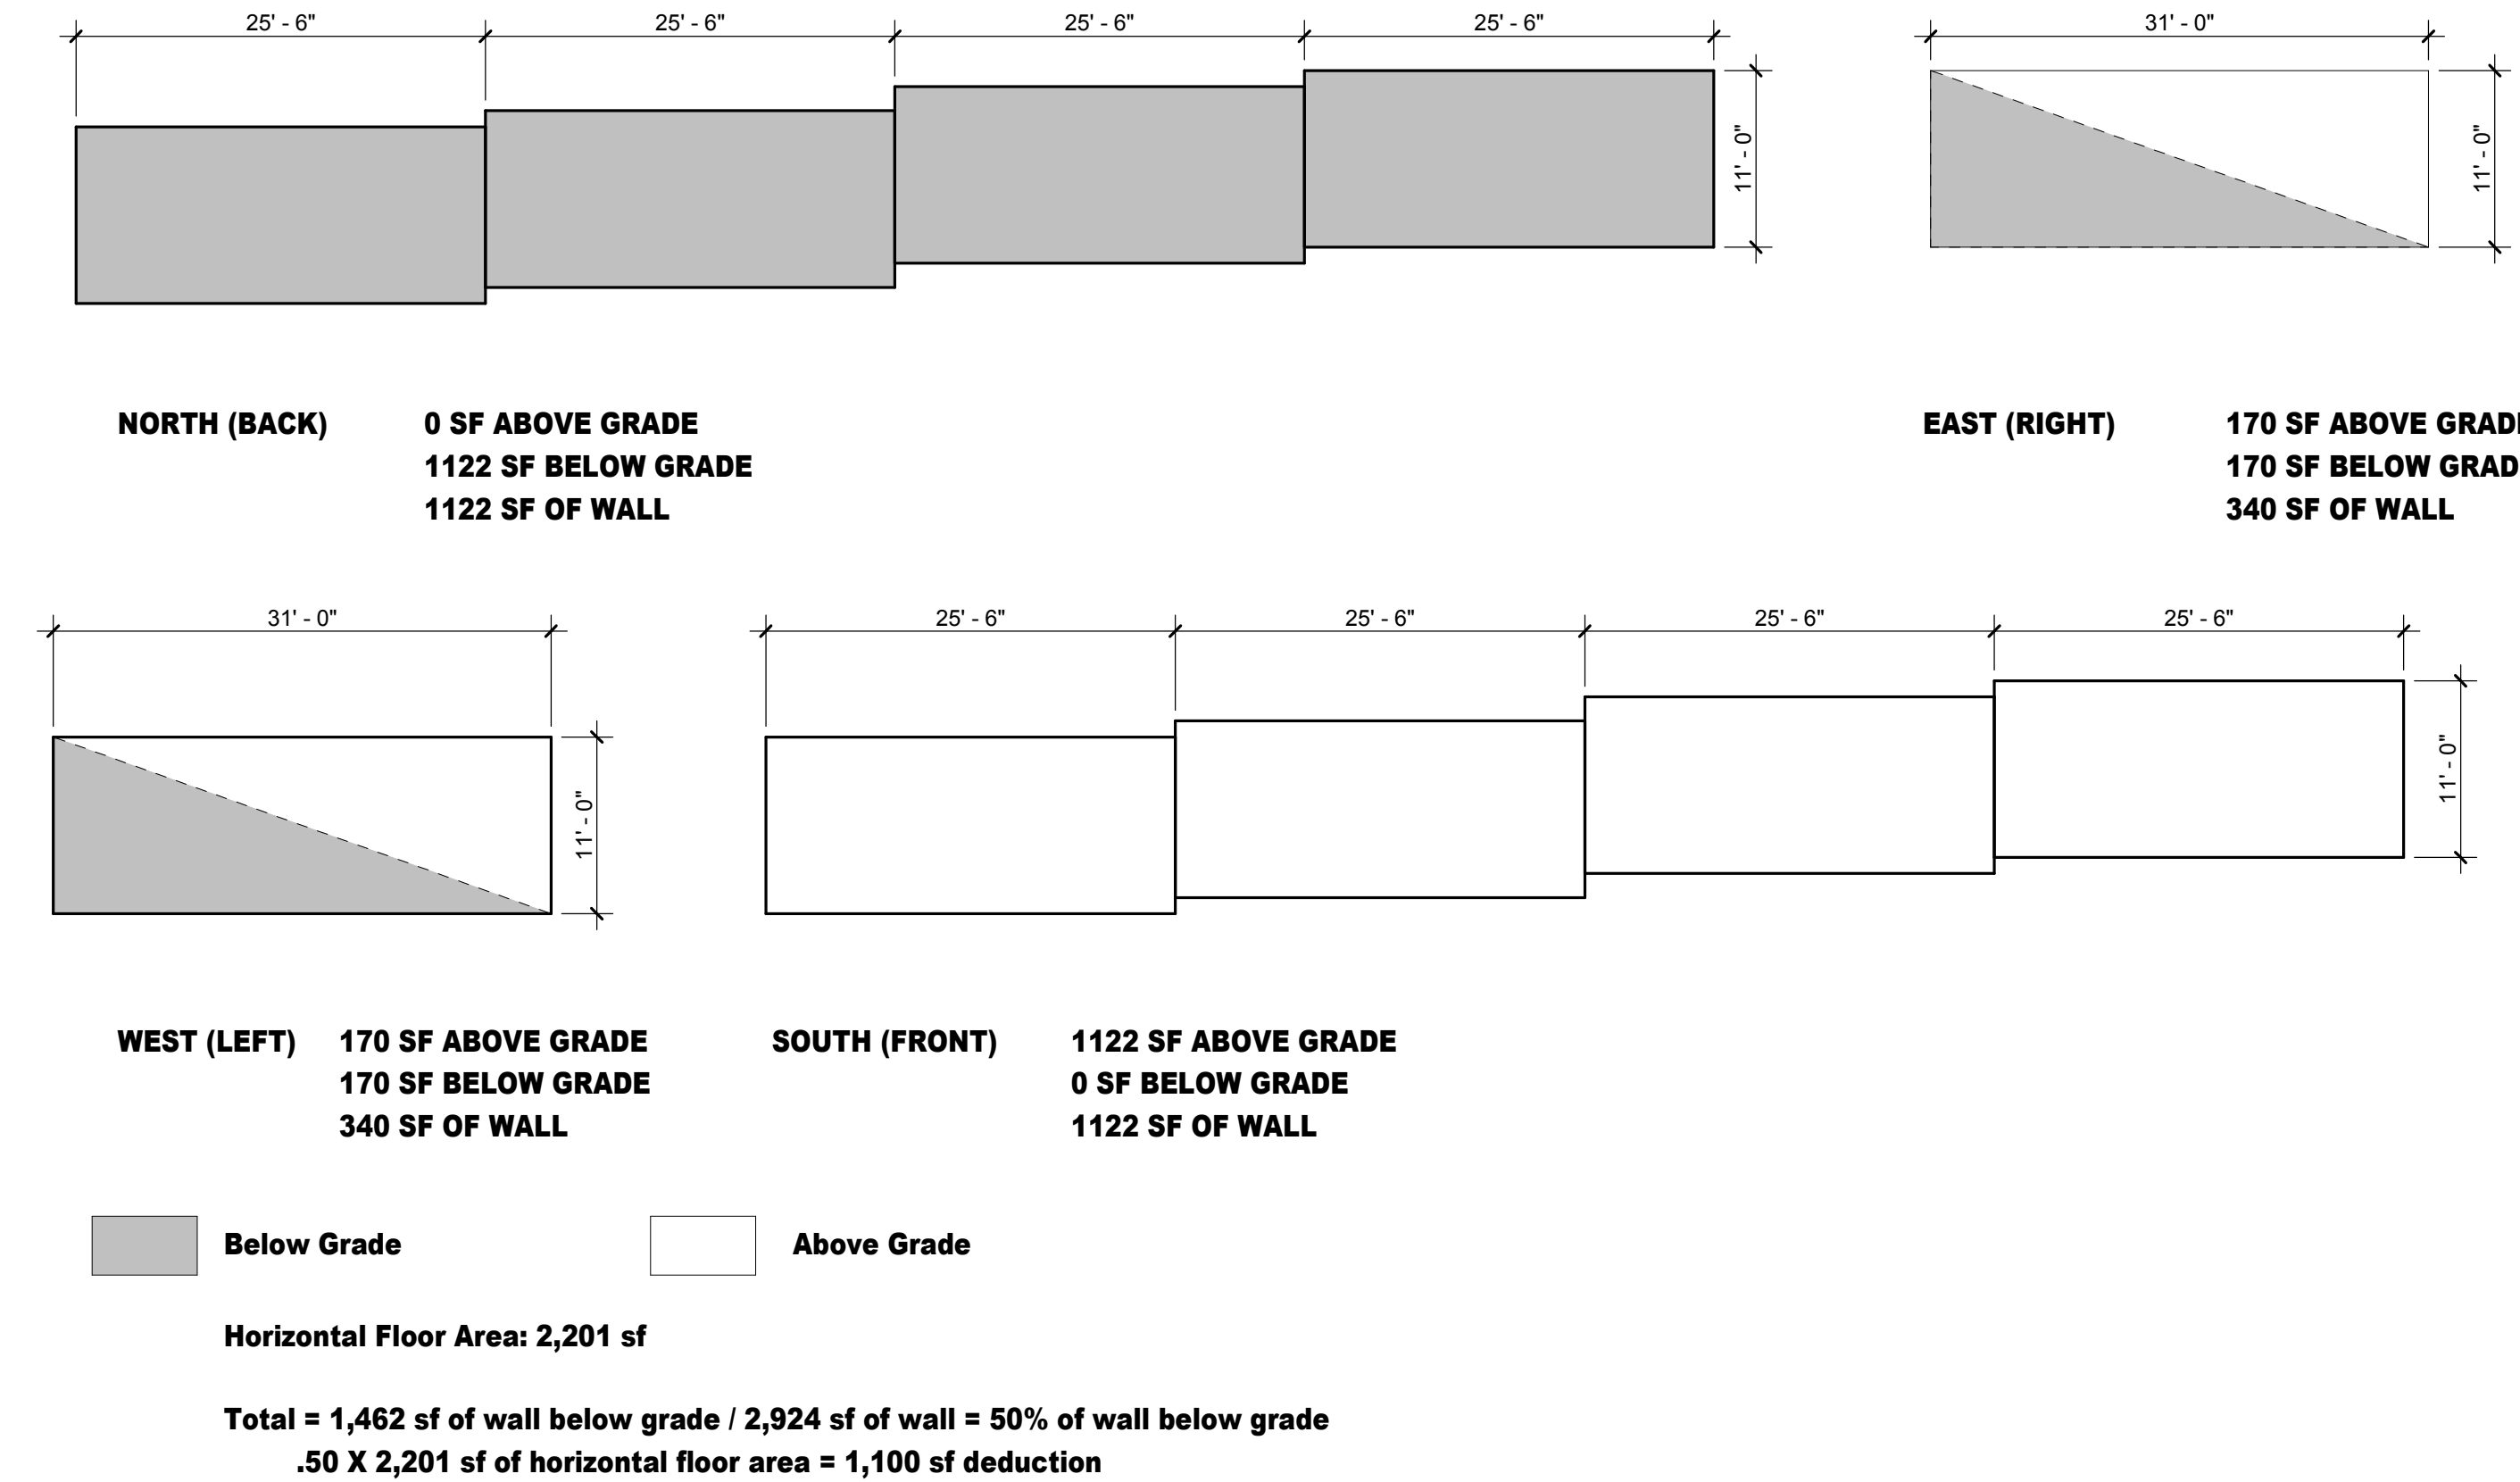 25' - 6" 25' - 6" 25' - 6" 25' - 6" 31' - 0"
11' - 0" 11' - 0"
NORTH (BACK) 0 SF ABOVE GRADE
1122 SF BELOW GRADE
1122 SF OF WALL
EAST (RIGHT) 170 SF ABOVE GRAD
170 SF BELOW GRAD
340 SF OF WALL
31' - 0" 25' - 6" 25' - 6" 25' - 6" 25' - 6"
11' - 0" 11' - 0"
WEST (LEFT) 170 SF ABOVE GRADE
170 SF BELOW GRADE
340 SF OF WALL
SOUTH (FRONT) 1122 SF ABOVE GRADE
0 SF BELOW GRADE
1122 SF OF WALL
Below Grade Above Grade
Horizontal Floor Area: 2,201 sf
Total = 1,462 sf of wall below grade / 2,924 sf of wall = 50% of wall below grade
.50 X 2,201 sf of horizontal floor area = 1,100 sf deduction